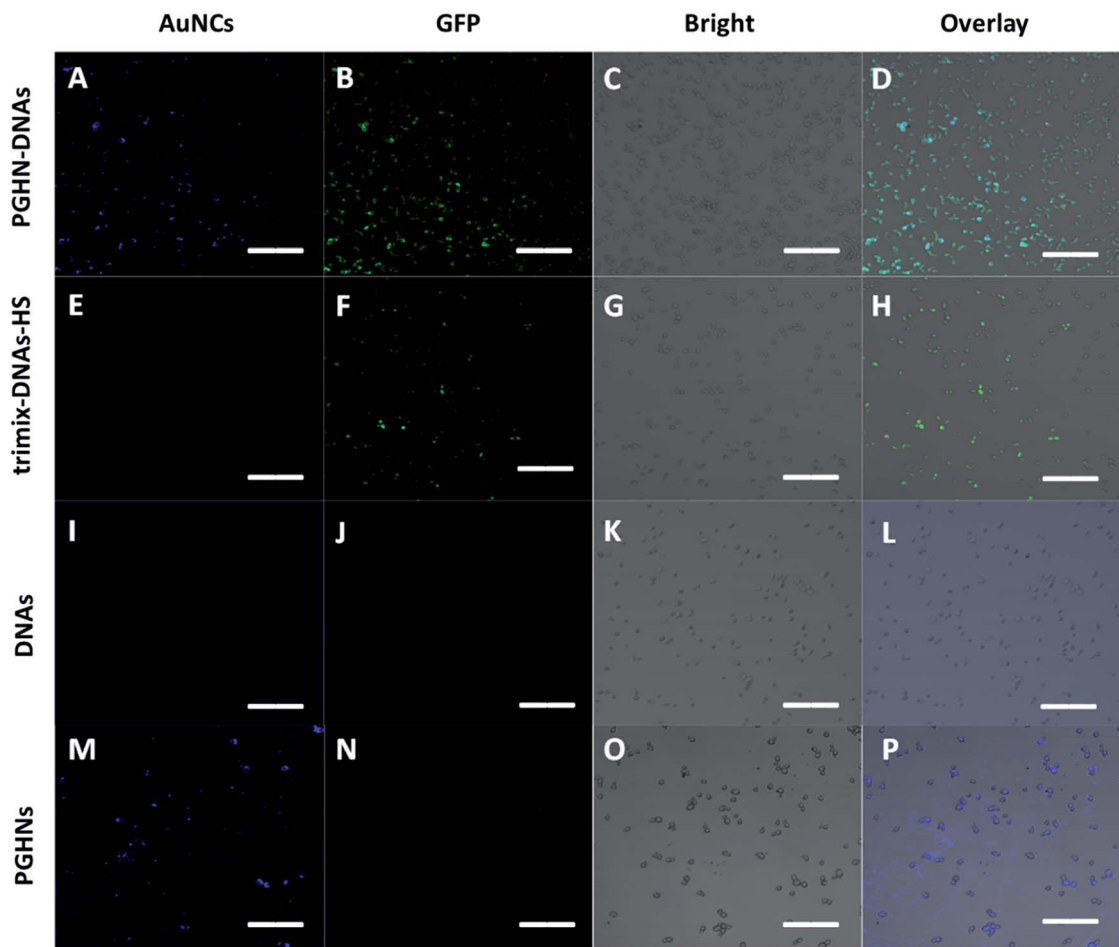 AuNCs GFP Bright Overlay
PGHN-DNAs A B C D
trimix-DNAs-HS E F G H
DNAs I J K L
PGHNs M N O P